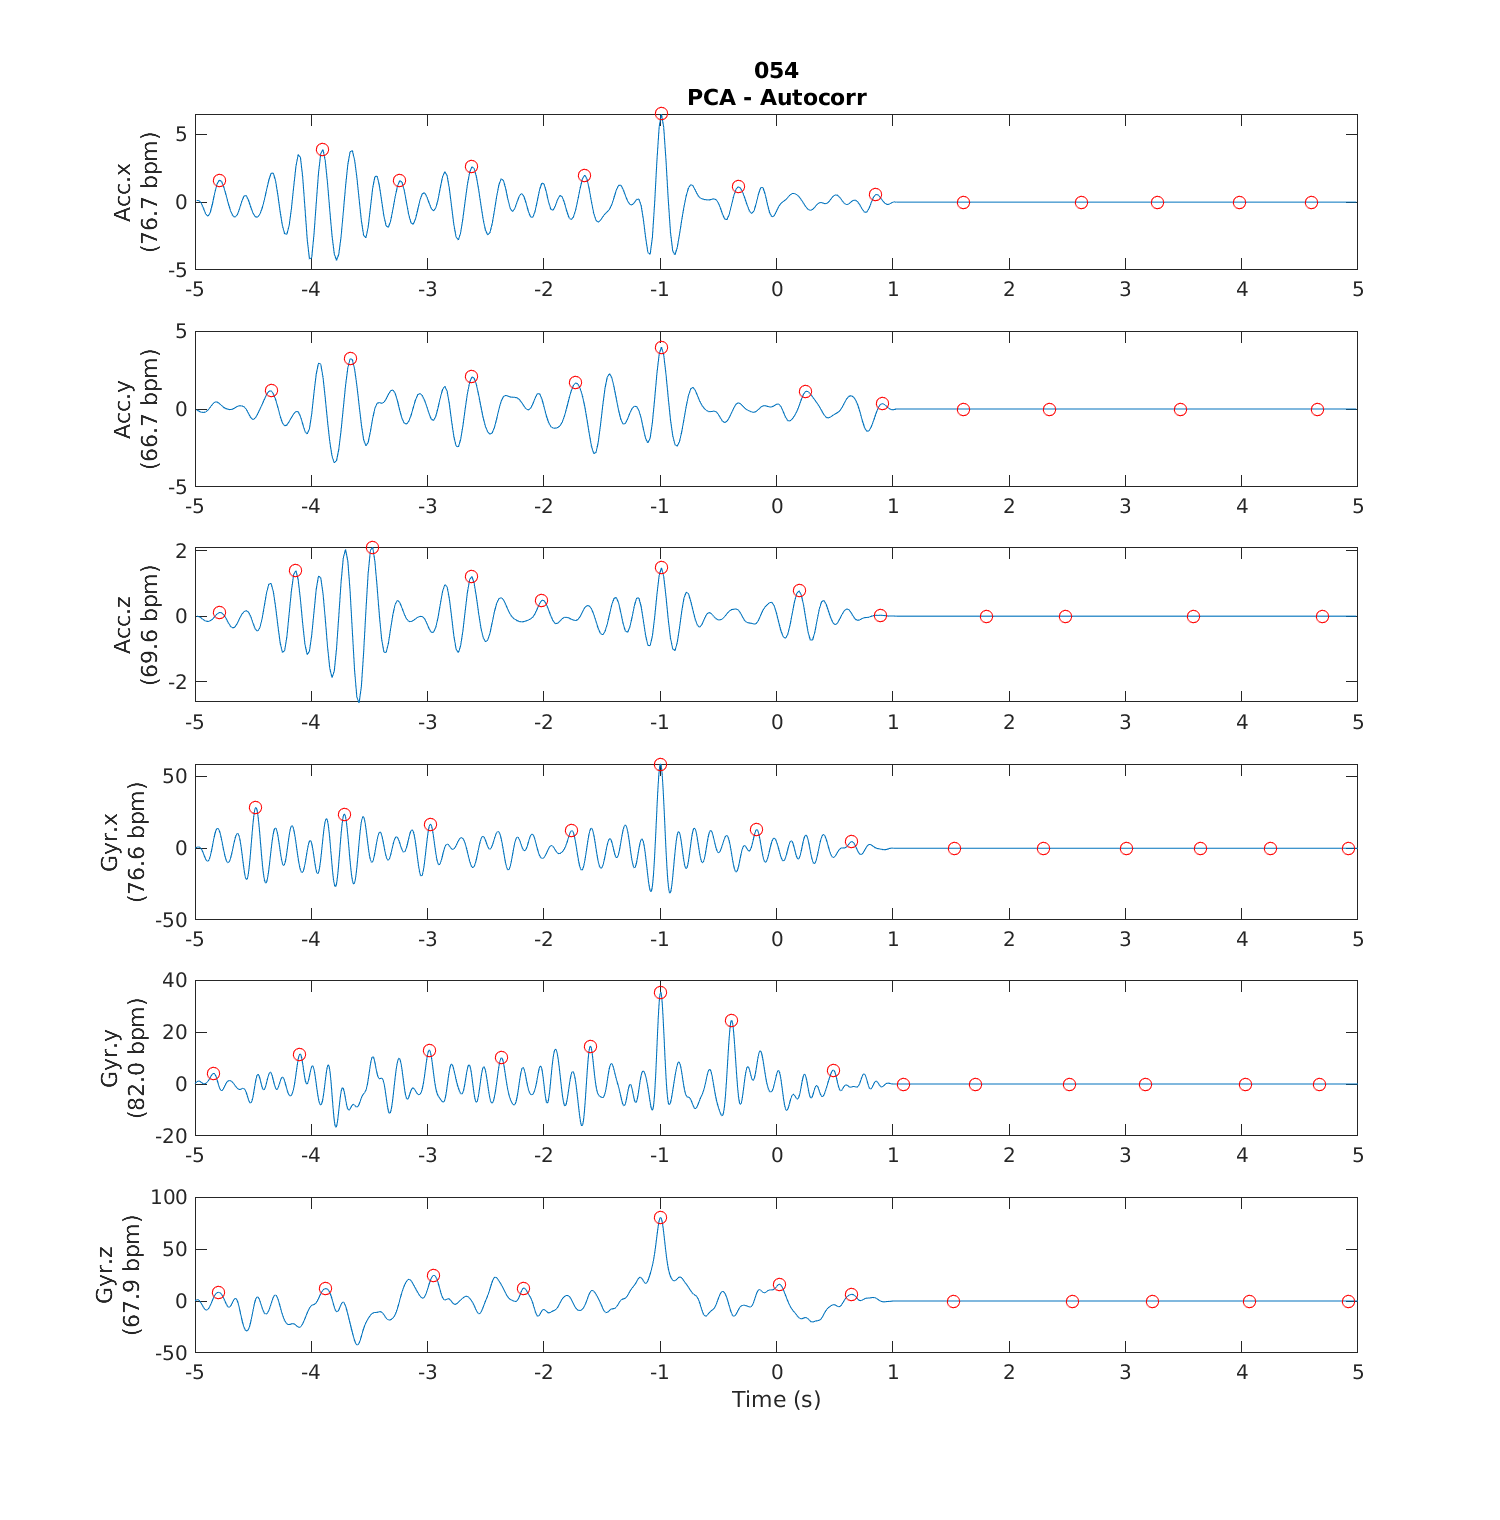 054
PCA - Autocorr
Acc.x
(76.7 bpm)
5
0
-5
-5 -4 -3 -2 -1 0 1 2 3 4 5
Acc.y
(66.7 bpm)
5
0
-5
-5 -4 -3 -2 -1 0 1 2 3 4 5
Acc.z
(69.6 bpm)
2
0
-2
-5 -4 -3 -2 -1 0 1 2 3 4 5
Gyr.x
(76.6 bpm)
50
0
-50
-5 -4 -3 -2 -1 0 1 2 3 4 5
Gyr.y
(82.0 bpm)
40
20
0
-20
-5 -4 -3 -2 -1 0 1 2 3 4 5
Gyr.z
(67.9 bpm)
100
50
0
-50
-5 -4 -3 -2 -1 0 1 2 3 4 5
Time (s)